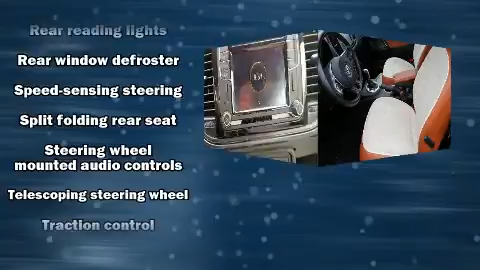 Rear reading lights
Rear window defroster
Speed-sensing steering
Split folding rear seat
Steering wheel
mounted audio controls
Telescoping steering wheel
Traction control